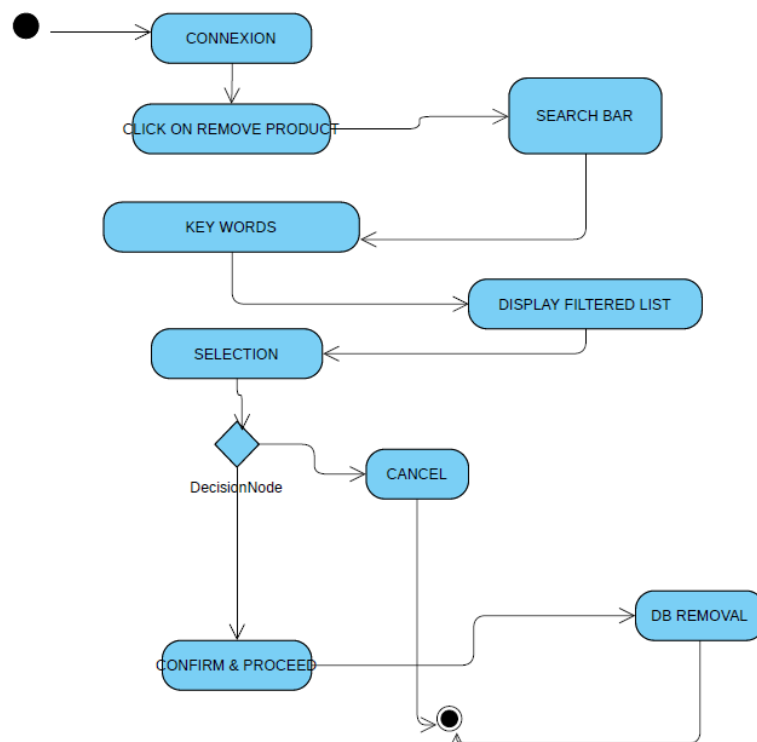 CONNEXION
CLICK ON REMOVE PRODUCT
SEARCH BAR
KEY WORDS
DISPLAY FILTERED LIST
SELECTION
DecisionNode
CANCEL
CONFIRM & PROCEED
DB REMOVAL